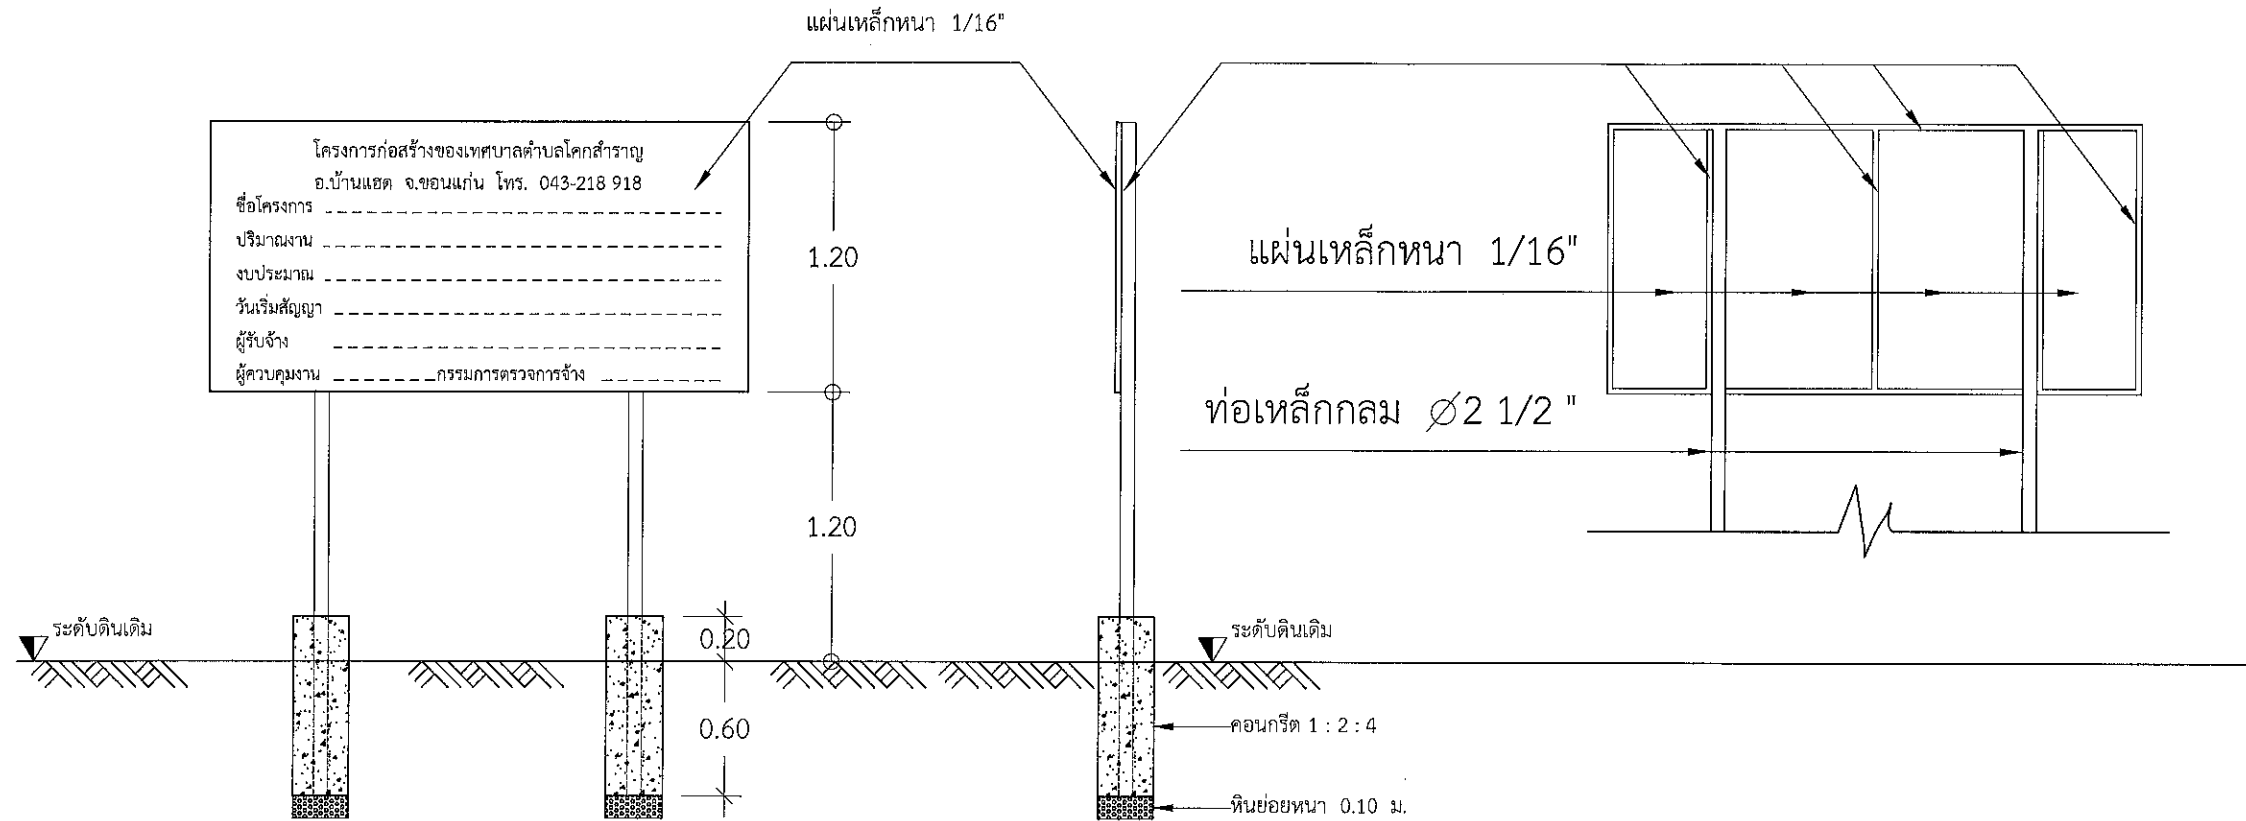 แผ่นเหล็กหนา 1/16"
โครงการก่อสร้างของเทศบาลตำบลโคกสำราญ
อ.บ้านแฮด จ.ขอนแก่น โทร. 043-218 918
ชื่อโครงการ
ปริมาณงาน
งบประมาณ
วันเริ่มสัญญา
ผู้รับจ้าง
ผู้ควบคุมงาน กรรมการตรวจการจ้าง
1.20
1.20
แผ่นเหล็กหนา 1/16"
ท่อเหล็กกลม ∅2 1/2 "
ระดับดินเดิม
0.20
0.60
ระดับดินเดิม
คอนกรีต 1 : 2 : 4
หินย่อยหนา 0.10 ม.